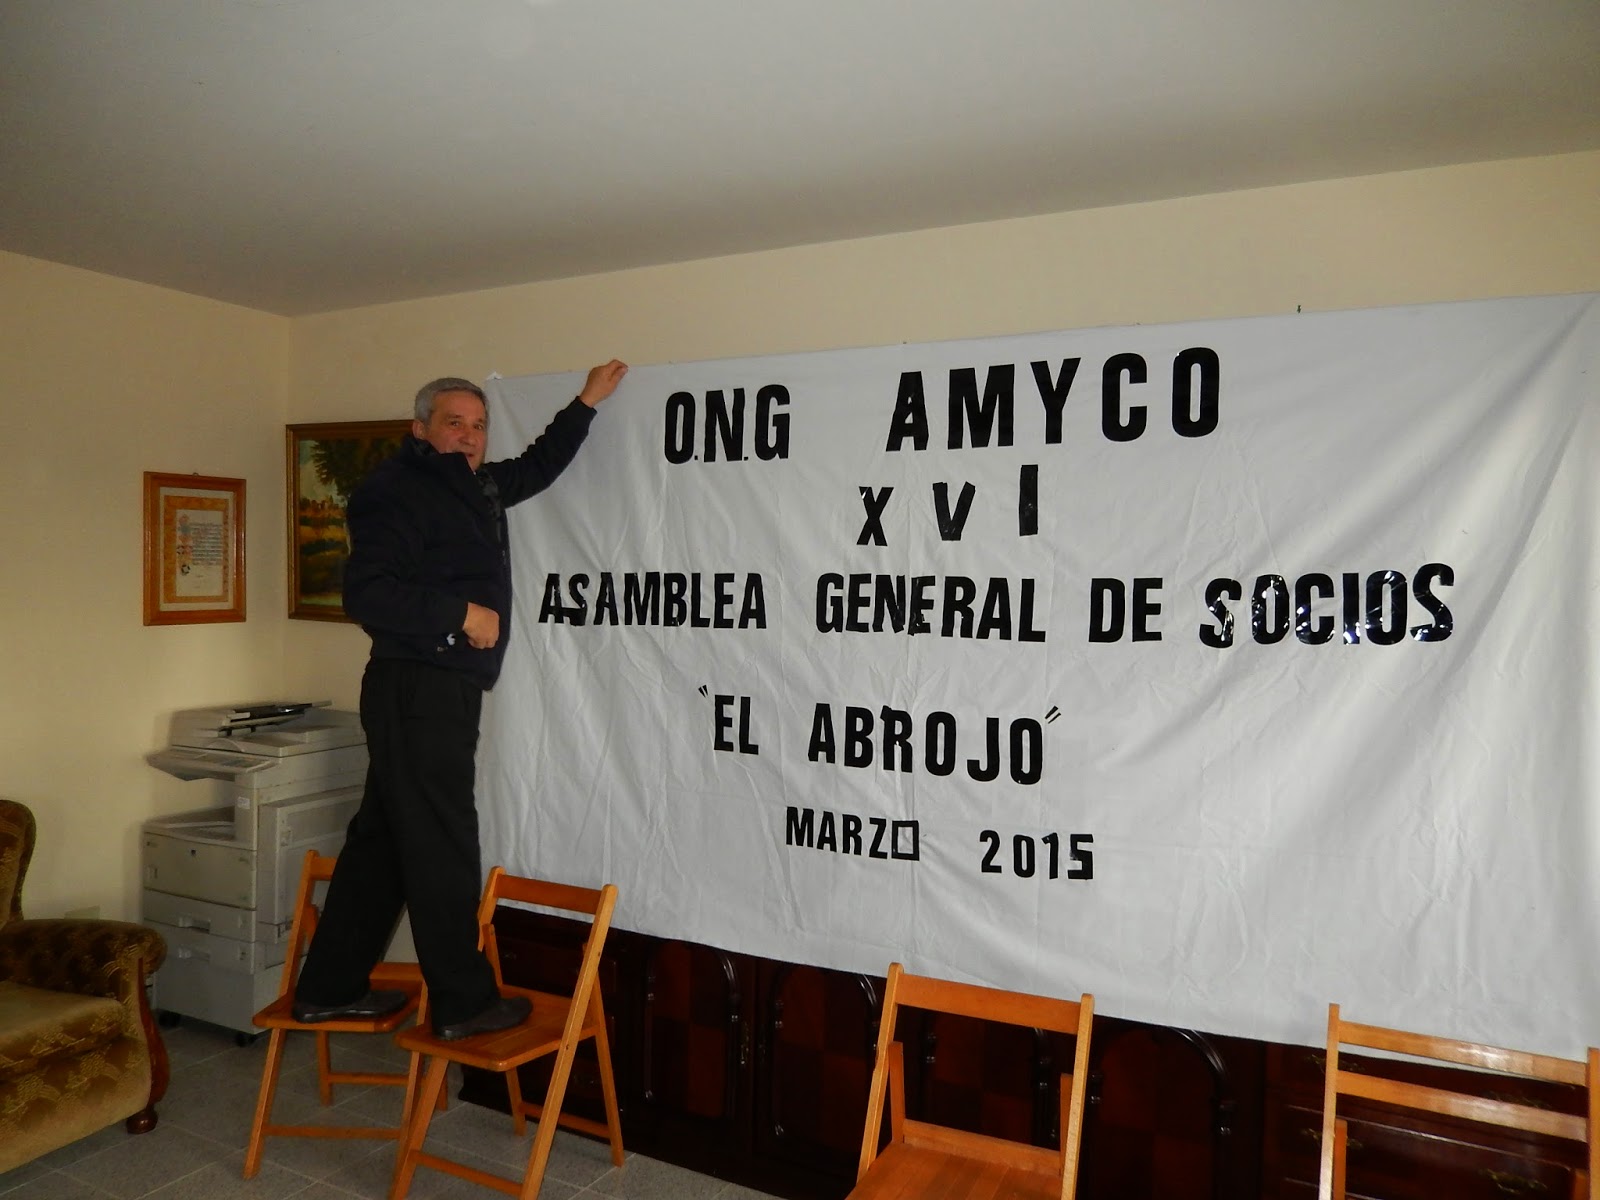 O.N.G AMYCO
XVI
ASAMBLEA GENERAL DE SOCIOS
"EL ABROJO"
MARZO 2015